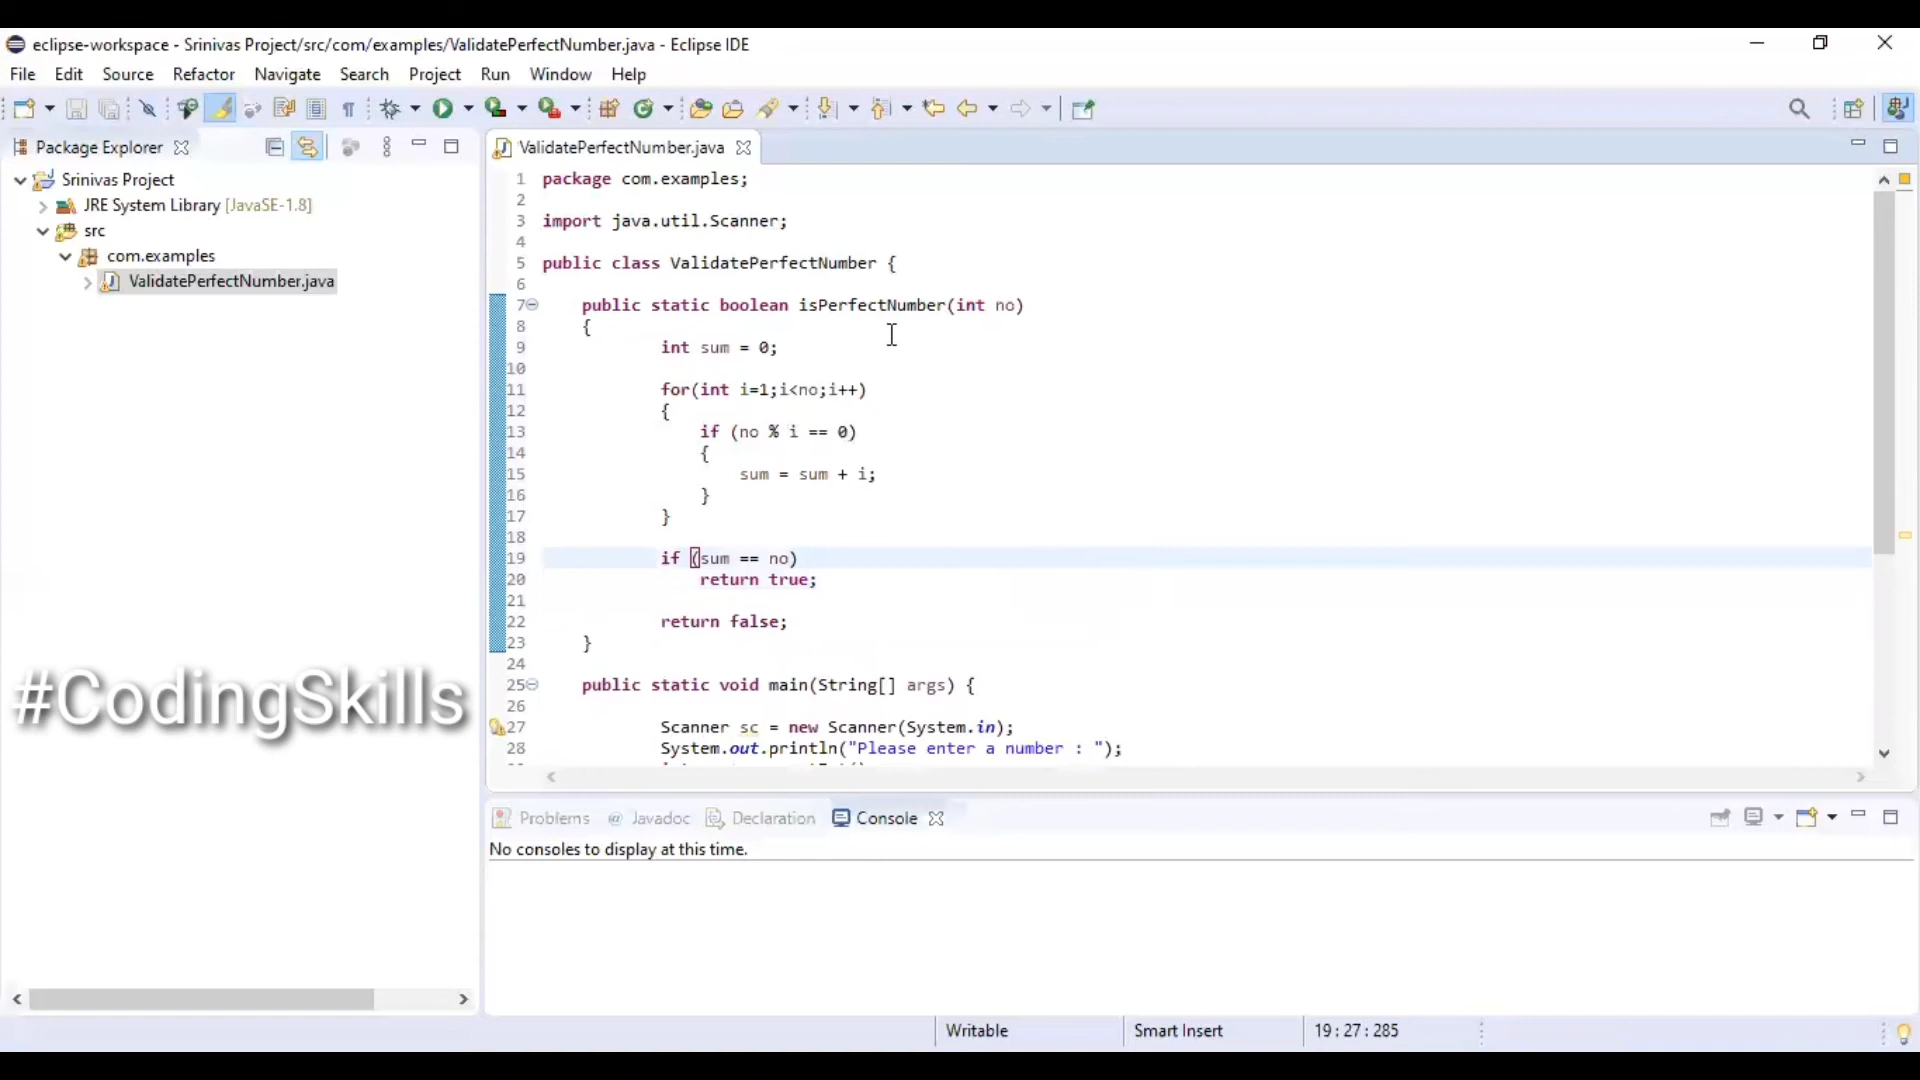 eclipse-workspace - Srinivas Project/src/com/examples/ValidatePerfectNumber.java - Eclipse IDE
File Edit Source Refactor Navigate Search Project Run Window Help
Package Explorer
Srinivas Project
JRE System Library [JavaSE-1.8]
src
com.examples
ValidatePerfectNumber.java
#CodingSkills
ValidatePerfectNumber.java
1 package com.examples;
2
3 import java.util.Scanner;
4
5 public class ValidatePerfectNumber {
6
7 public static boolean isPerfectNumber(int no)
8 {
9 int sum = 0;
10
11 for(int i=1;i<no;i++)
12 {
13 if (no % i == 0)
14 {
15 sum = sum + i;
16 }
17 }
18
19 if (sum == no)
20 return true;
21
22 return false;
23 }
24
25 public static void main(String[] args) {
26
27 Scanner sc = new Scanner(System.in);
28 System.out.println("Please enter a number : ");
Problems @ Javadoc Declaration Console
No consoles to display at this time.
Writable Smart Insert 19 : 27 : 285